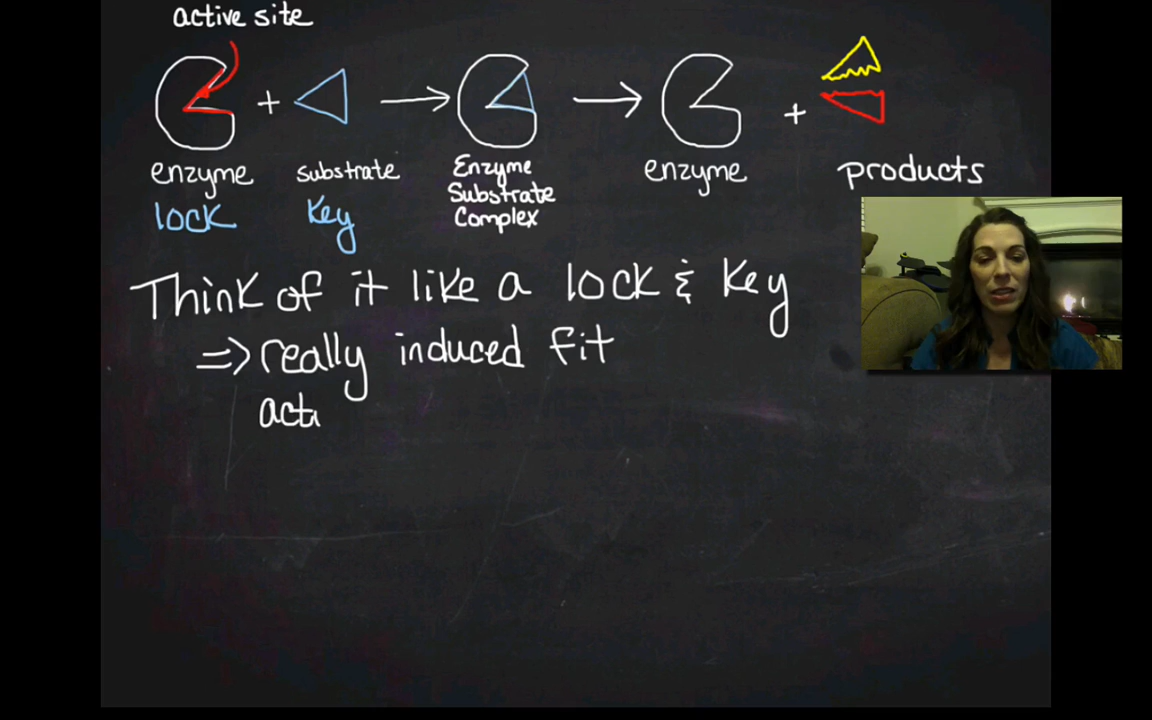 active site
+ → → +
enzyme substrate Enzyme Substrate Complex enzyme products
lock key
Think of it like a lock & key
⇒ really induced fit
acti